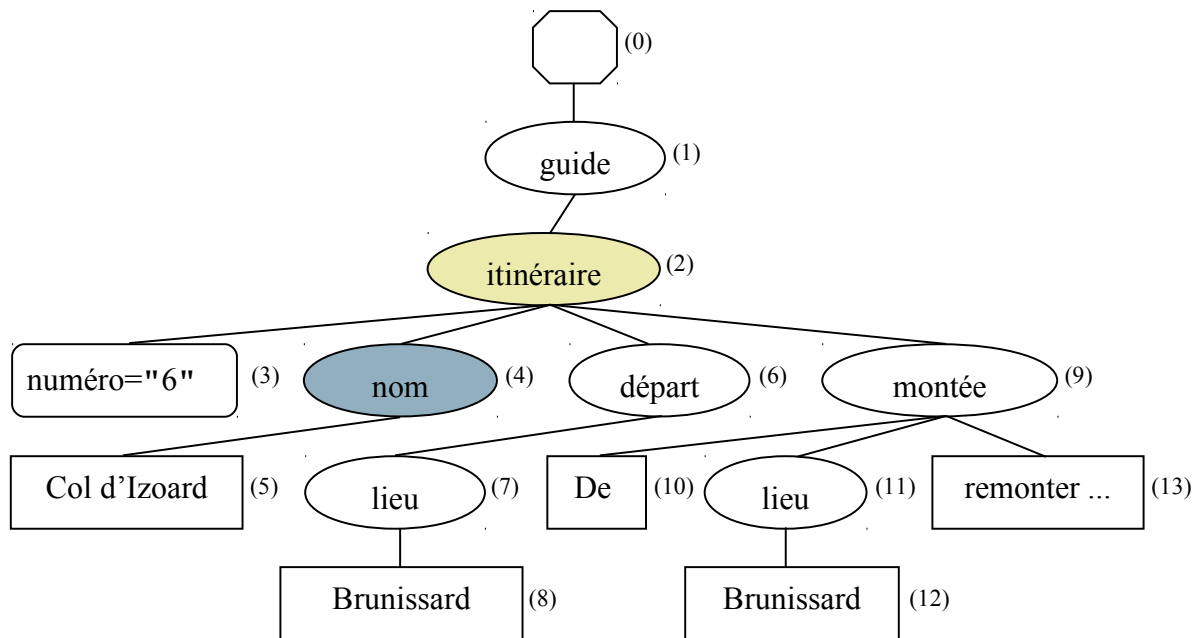 (0)
guide (1)
itinéraire (2)
numéro="6" (3) nom (4) départ (6) montée (9)
Col d’Izoard (5) lieu (7) De (10) lieu (11) remonter ... (13)
Brunissard (8) Brunissard (12)